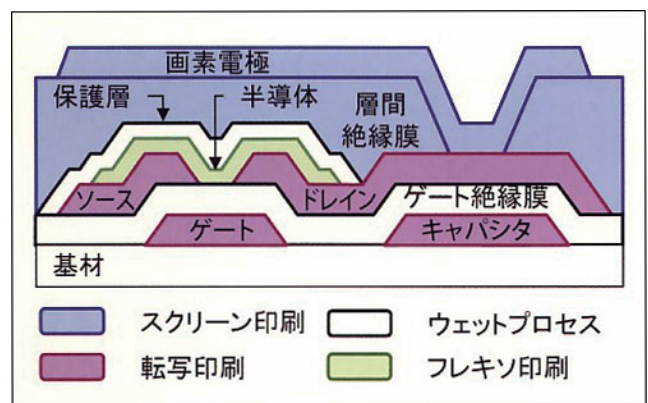 画素電極
保護層
半導体
層間
絶縁膜
ソース
ドレイン
ゲート絶縁膜
ゲート
キャパシタ
基材
スクリーン印刷
ウェットプロセス
転写印刷
フレキソ印刷